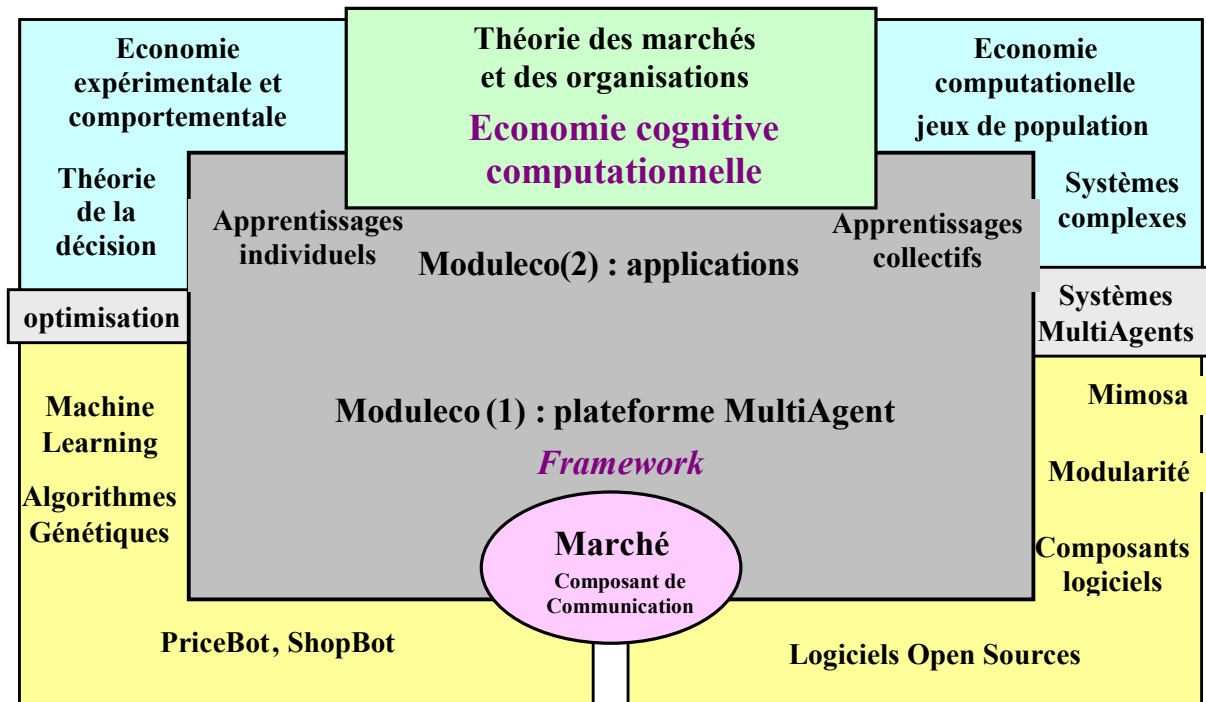 Economie
expérimentale et
comportementale
Théorie
de la
décision
optimisation
Machine
Learning
Algorithmes
Génétiques
PriceBot, ShopBot
Théorie des marchés
et des organisations
Economie cognitive
computationnelle
Apprentissages
individuels
Apprentissages
collectifs
Moduleco(2) : applications
Moduleco (1) : plateforme MultiAgent
Framework
Marché
Composant de
Communication
Economie
computationelle
jeux de population
Systèmes
complexes
Systèmes
MultiAgents
Mimosa
Modularité
Composants
logiciels
Logiciels Open Sources